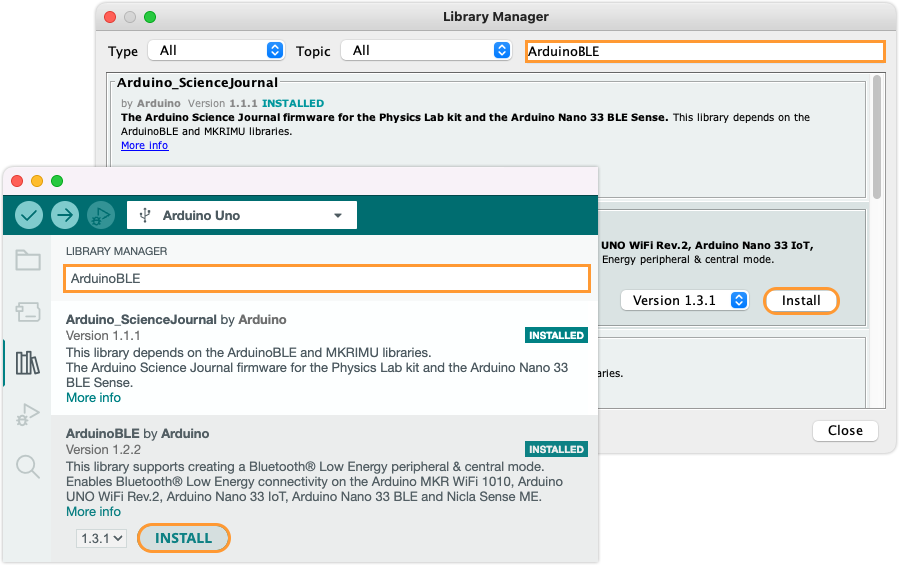 Library Manager
Type All Topic All ArduinoBLE
Arduino_ScienceJournal
by Arduino Version 1.1.1 INSTALLED
The Arduino Science Journal firmware for the Physics Lab kit and the Arduino Nano 33 BLE Sense. This library depends on the
ArduinoBLE and MKRIMU libraries.
More info
UNO WiFi Rev.2, Arduino Nano 33 IoT,
Energy peripheral & central mode.
Version 1.3.1 Install
aries.
Close
Arduino Uno
LIBRARY MANAGER
ArduinoBLE
Arduino_ScienceJournal by Arduino
Version 1.1.1 INSTALLED
This library depends on the ArduinoBLE and MKRIMU libraries.
The Arduino Science Journal firmware for the Physics Lab kit and the Arduino Nano 33
BLE Sense.
More info
ArduinoBLE by Arduino
Version 1.2.2 INSTALLED
This library supports creating a Bluetooth® Low Energy peripheral & central mode.
Enables Bluetooth® Low Energy connectivity on the Arduino MKR WiFi 1010, Arduino
UNO WiFi Rev.2, Arduino Nano 33 IoT, Arduino Nano 33 BLE and Nicla Sense ME.
More info
1.3.1 INSTALL